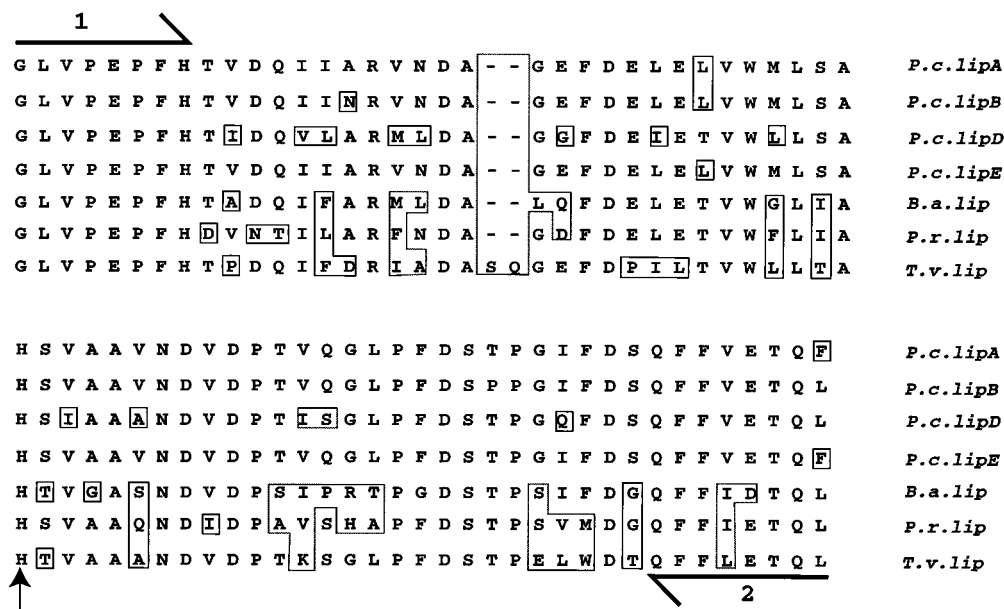 1
G L V P E P F H T V D Q I I A R V N D A - - G E F D E L E L V W M L S A P.c.lipA
G L V P E P F H T V D Q I I N R V N D A - - G E F D E L E L V W M L S A P.c.lipB
G L V P E P F H T I D Q V L A R M L D A - - G G F D E I E T V W L L S A P.c.lipD
G L V P E P F H T V D Q I I A R V N D A - - G E F D E L E L V W M L S A P.c.lipE
G L V P E P F H T A D Q I F A R M L D A - - L Q F D E L E T V W G L I A B.a.lip
G L V P E P F H D V N T I L A R F N D A - - G D F D E L E T V W F L I A P.r.lip
G L V P E P F H T P D Q I F D R I A D A S Q G E F D P I L T V W L L T A T.v.lip
H S V A A V N D V D P T V Q G L P F D S T P G I F D S Q F F V E T Q F P.c.lipA
H S V A A V N D V D P T V Q G L P F D S P P G I F D S Q F F V E T Q L P.c.lipB
H S I A A A N D V D P T I S G L P F D S T P G Q F D S Q F F V E T Q L P.c.lipD
H S V A A V N D V D P T V Q G L P F D S T P G I F D S Q F F V E T Q F P.c.lipE
H T V G A S N D V D P S I P R T P G D S T P S I F D G Q F F I D T Q L B.a.lip
H S V A A Q N D I D P A V S H A P F D S T P S V M D G Q F F I E T Q L P.r.lip
H T V A A A N D V D P T K S G L P F D S T P E L W D T Q F F L E T Q L T.v.lip
2